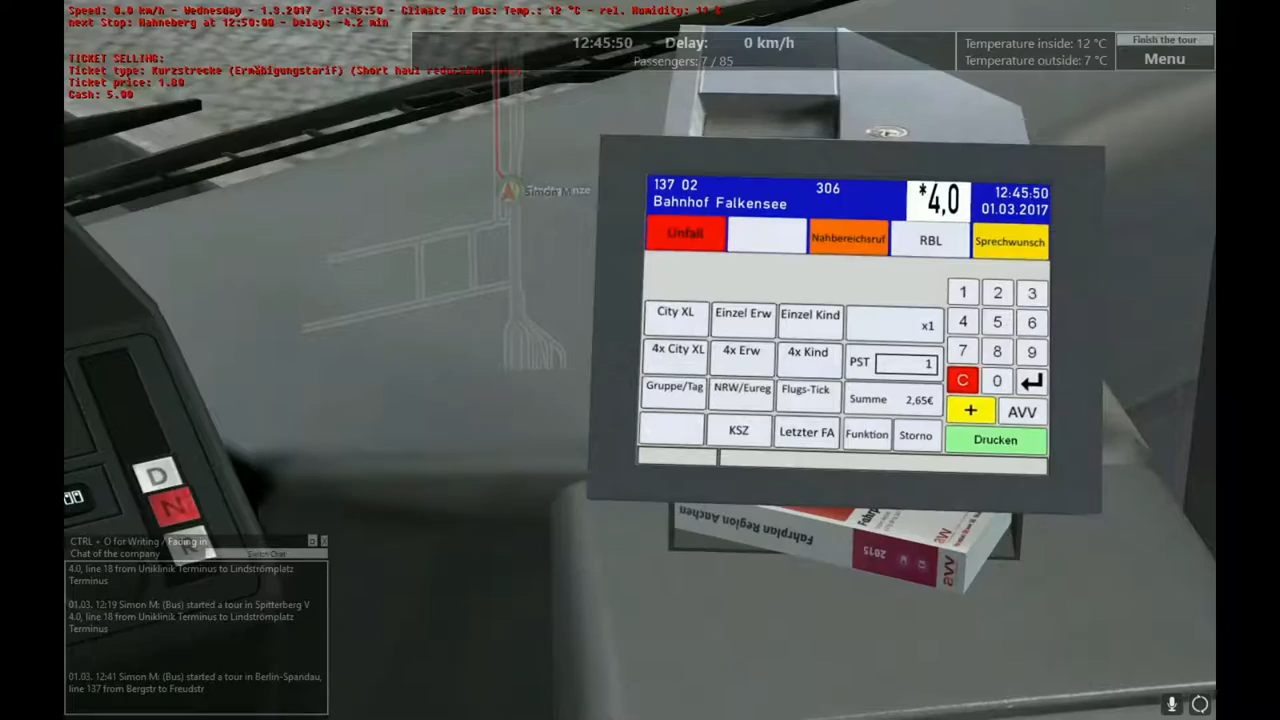 Speed: 0.0 km/h - Wednesday - 1.3.2017 - 12:45:50 - Climate in Bus: Temp.: 12 °C - rel. Humidity: 11 %
next Stop: Hahneberg at 12:50:00 - Delay: -4.2 min
TICKET SELLING:
Ticket type: Kurzstrecke (Ermäßigungstarif) (Short haul reduction
Ticket price: 1.80
Cash: 5.00
12:45:50 Delay: 0 km/h
Passengers: 7 / 85
Temperature inside: 12 °C
Temperature outside: 7 °C
Finish the tour
Menu
Simon M
137 02 306 *4,0 12:45:50
Bahnhof Falkensee 01.03.2017
Unfall Nahbereichsruf RBL Sprechwunsch
1 2 3
City XL Einzel Erw Einzel Kind x1 4 5 6
4x City XL 4x Erw 4x Kind PST 1 7 8 9
C 0
Gruppe/Tag NRW/Eureg Flugs-Tick Summe 2,65€ + AVV
KSZ Letzter FA Funktion Storno Drucken
Fahrplan Region Aachen
2015
avv
D
N
R
CTRL + O for Writing / Fading in
Chat of the company Switch Chat
4.0, line 18 from Uniklinik Terminus to Lindströmplatz
Terminus
01.03. 12:19 Simon M: (Bus) started a tour in Spitterberg V
4.0, line 18 from Uniklinik Terminus to Lindströmplatz
Terminus
01.03. 12:41 Simon M: (Bus) started a tour in Berlin-Spandau,
line 137 from Bergstr to Freudstr